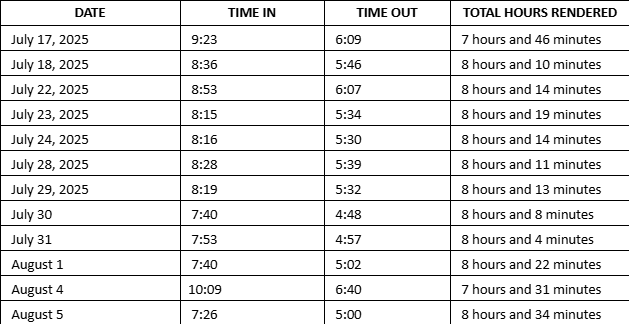 DATE TIME IN TIME OUT TOTAL HOURS RENDERED
July 17, 2025 9:23 6:09 7 hours and 46 minutes
July 18, 2025 8:36 5:46 8 hours and 10 minutes
July 22, 2025 8:53 6:07 8 hours and 14 minutes
July 23, 2025 8:15 5:34 8 hours and 19 minutes
July 24, 2025 8:16 5:30 8 hours and 14 minutes
July 28, 2025 8:28 5:39 8 hours and 11 minutes
July 29, 2025 8:19 5:32 8 hours and 13 minutes
July 30 7:40 4:48 8 hours and 8 minutes
July 31 7:53 4:57 8 hours and 4 minutes
August 1 7:40 5:02 8 hours and 22 minutes
August 4 10:09 6:40 7 hours and 31 minutes
August 5 7:26 5:00 8 hours and 34 minutes